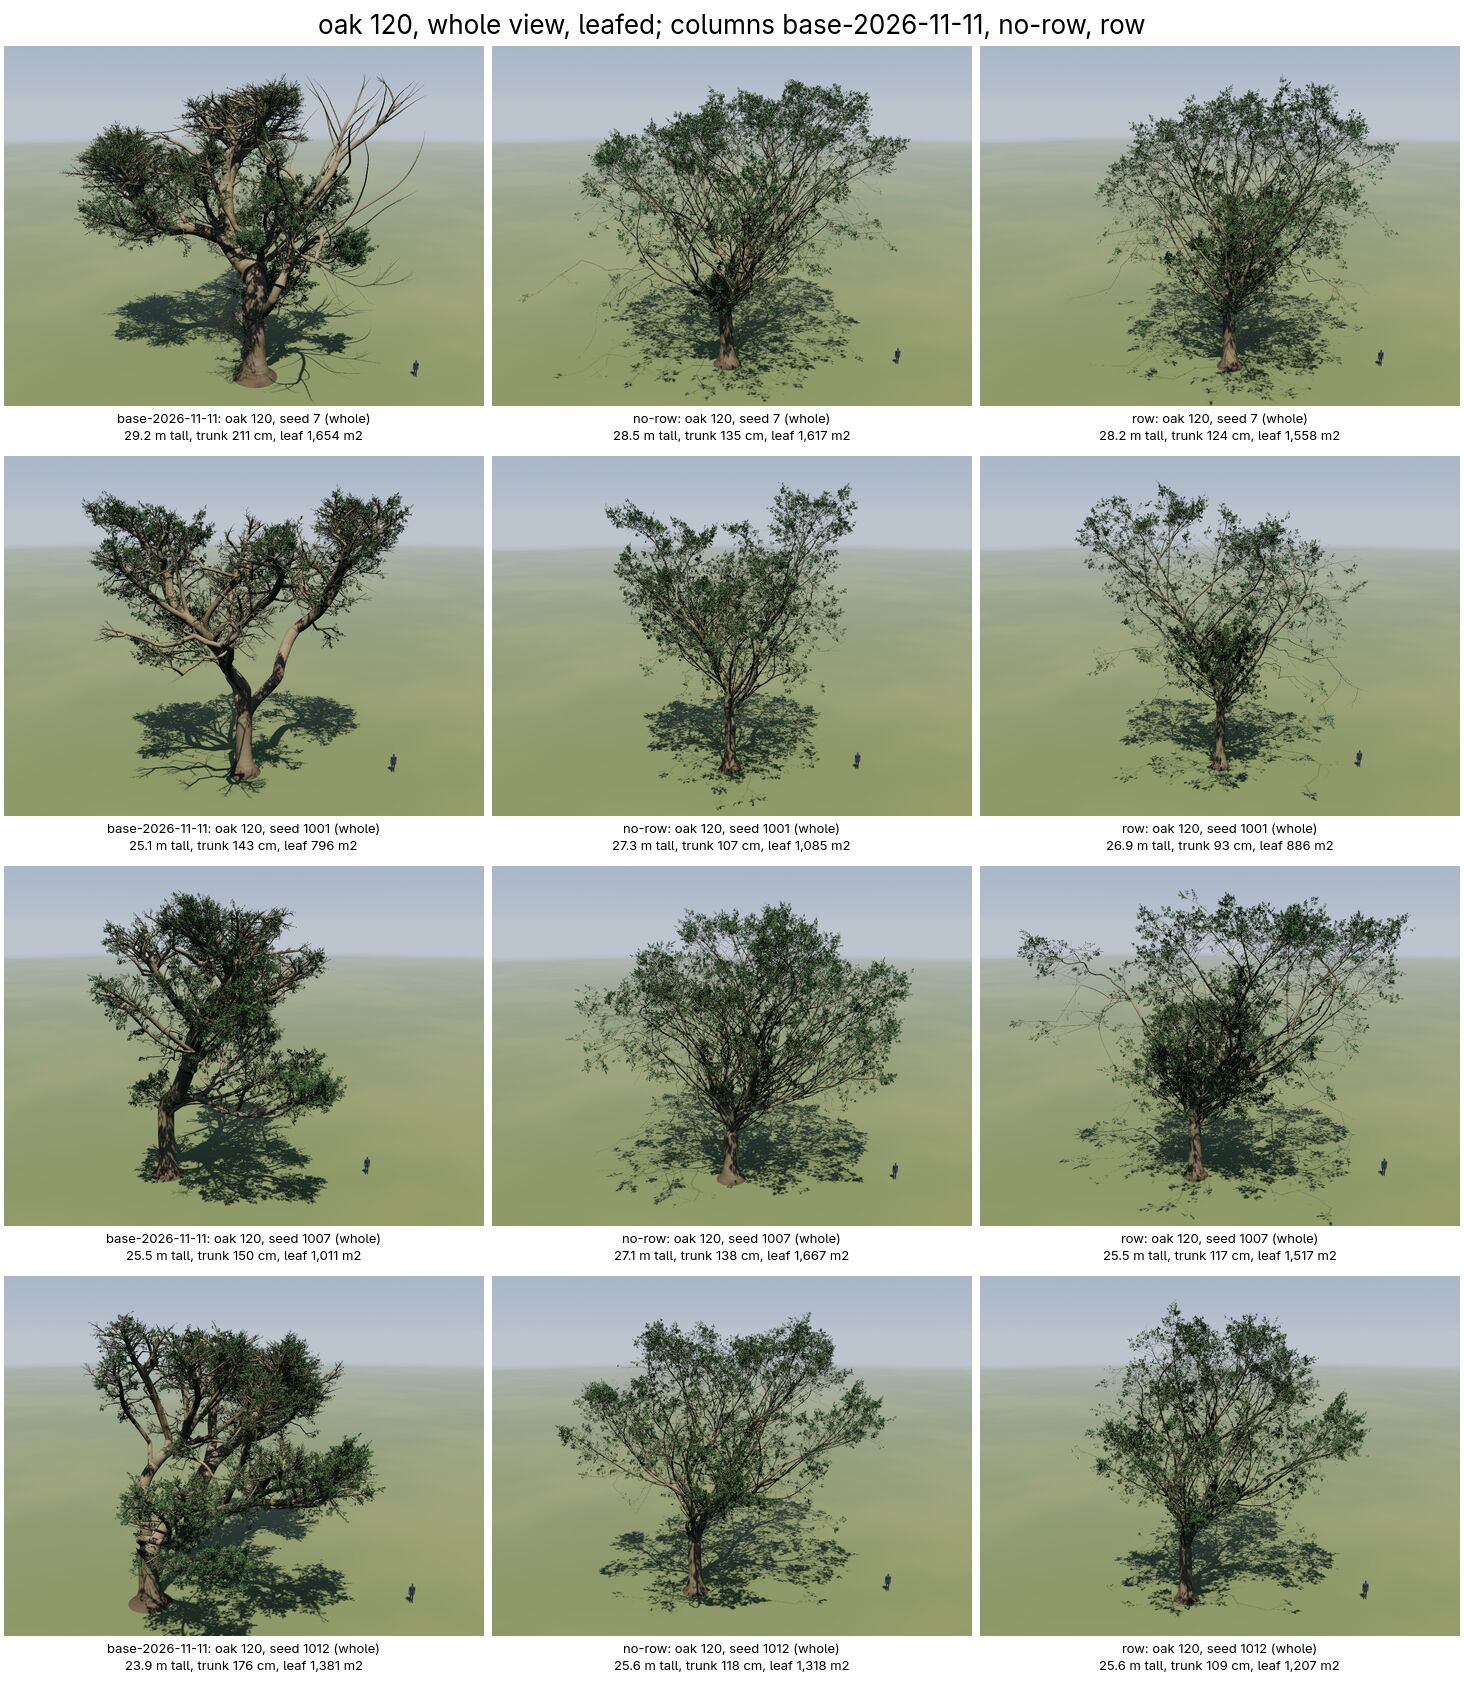 oak 120, whole view, leafed; columns base-2026-11-11, no-row, row
base-2026-11-11: oak 120, seed 7 (whole)
29.2 m tall, trunk 211 cm, leaf 1,654 m2
no-row: oak 120, seed 7 (whole)
28.5 m tall, trunk 135 cm, leaf 1,617 m2
row: oak 120, seed 7 (whole)
28.2 m tall, trunk 124 cm, leaf 1,558 m2
base-2026-11-11: oak 120, seed 1001 (whole)
25.1 m tall, trunk 143 cm, leaf 796 m2
no-row: oak 120, seed 1001 (whole)
27.3 m tall, trunk 107 cm, leaf 1,085 m2
row: oak 120, seed 1001 (whole)
26.9 m tall, trunk 93 cm, leaf 886 m2
base-2026-11-11: oak 120, seed 1007 (whole)
25.5 m tall, trunk 150 cm, leaf 1,011 m2
no-row: oak 120, seed 1007 (whole)
27.1 m tall, trunk 138 cm, leaf 1,667 m2
row: oak 120, seed 1007 (whole)
25.5 m tall, trunk 117 cm, leaf 1,517 m2
base-2026-11-11: oak 120, seed 1012 (whole)
23.9 m tall, trunk 176 cm, leaf 1,381 m2
no-row: oak 120, seed 1012 (whole)
25.6 m tall, trunk 118 cm, leaf 1,318 m2
row: oak 120, seed 1012 (whole)
25.6 m tall, trunk 109 cm, leaf 1,207 m2